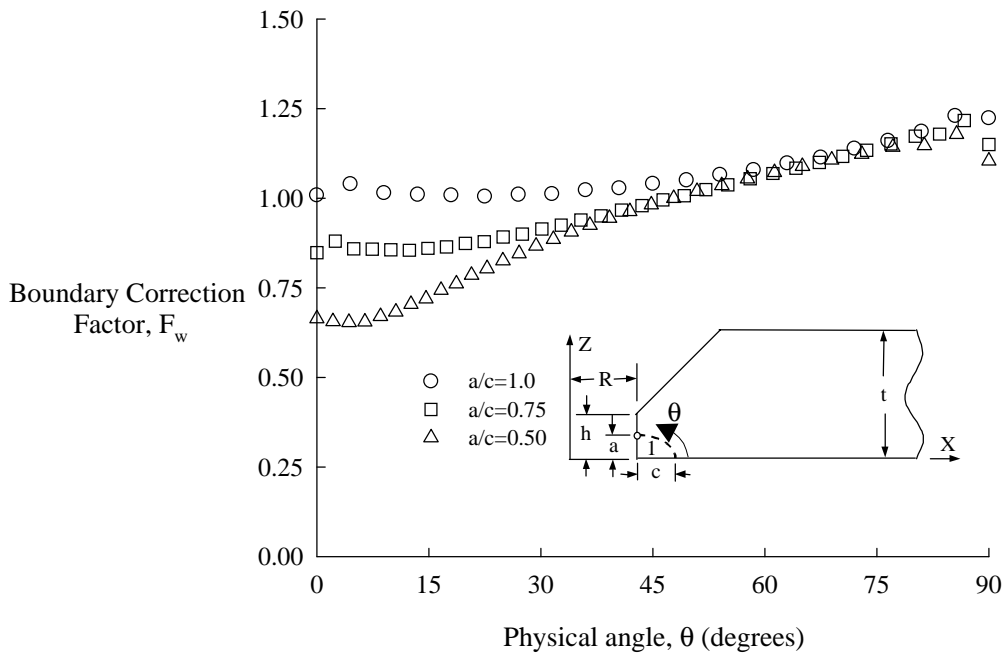 1.50
1.25
1.00
0.75
0.50
0.25
0.00
Boundary Correction
Factor, F_w
a/c=1.0
a/c=0.75
a/c=0.50
Z
R
h
a
θ
1
c
t
X
0
15
30
45
60
75
90
Physical angle, θ (degrees)